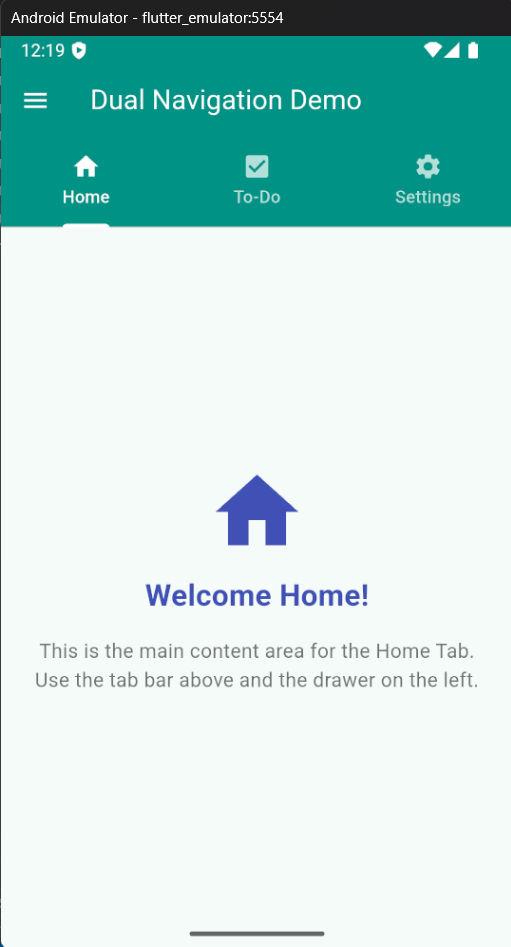 Android Emulator - flutter_emulator:5554
12:19
Dual Navigation Demo
Home To-Do Settings
Welcome Home!
This is the main content area for the Home Tab.
Use the tab bar above and the drawer on the left.